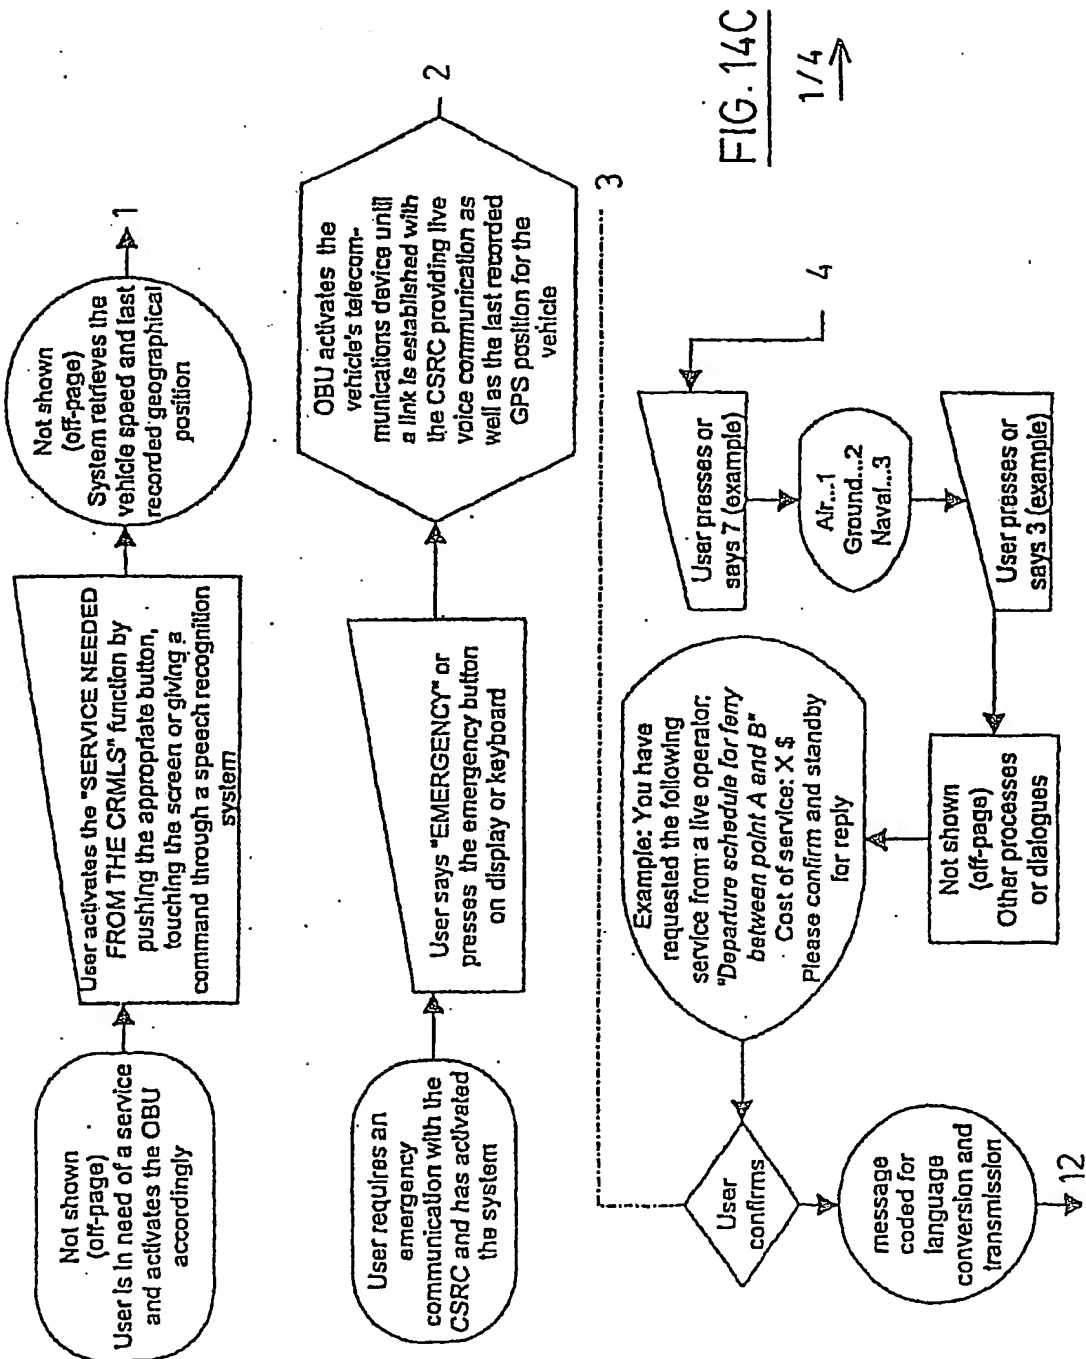 Not shown
(off-page)
User is in need of a service
and activates the OBU
accordingly
User activates the "SERVICE NEEDED
FROM THE CRMLS" function by
pushing the appropriate button,
touching the screen or giving a
command through a speech recognition
system
Not shown
(off-page)
System retrieves the
vehicle speed and last
recorded geographical
position
1
User requires an
emergency
communication with the
CSRC and has activated
the system
User says "EMERGENCY" or
presses the emergency button
on display or keyboard
OBU activates the
vehicle's telecom-
munications device until
a link is established with
the CSRC providing live
voice communication as
well as the last recorded
GPS position for the
vehicle
2
3
User confirms
message
coded for
language
conversion and
transmission
12
Example: You have
requested the following
service from a live operator:
"Departure schedule for ferry
between point A and B"
Cost of service: X $
Please confirm and standby
for reply
Not shown
(off-page)
Other processes
or dialogues
User presses or
says 7 (example)
Air...1
Ground...2
Naval...3
User presses or
says 3 (example)
4
FIG. 14C
1/4